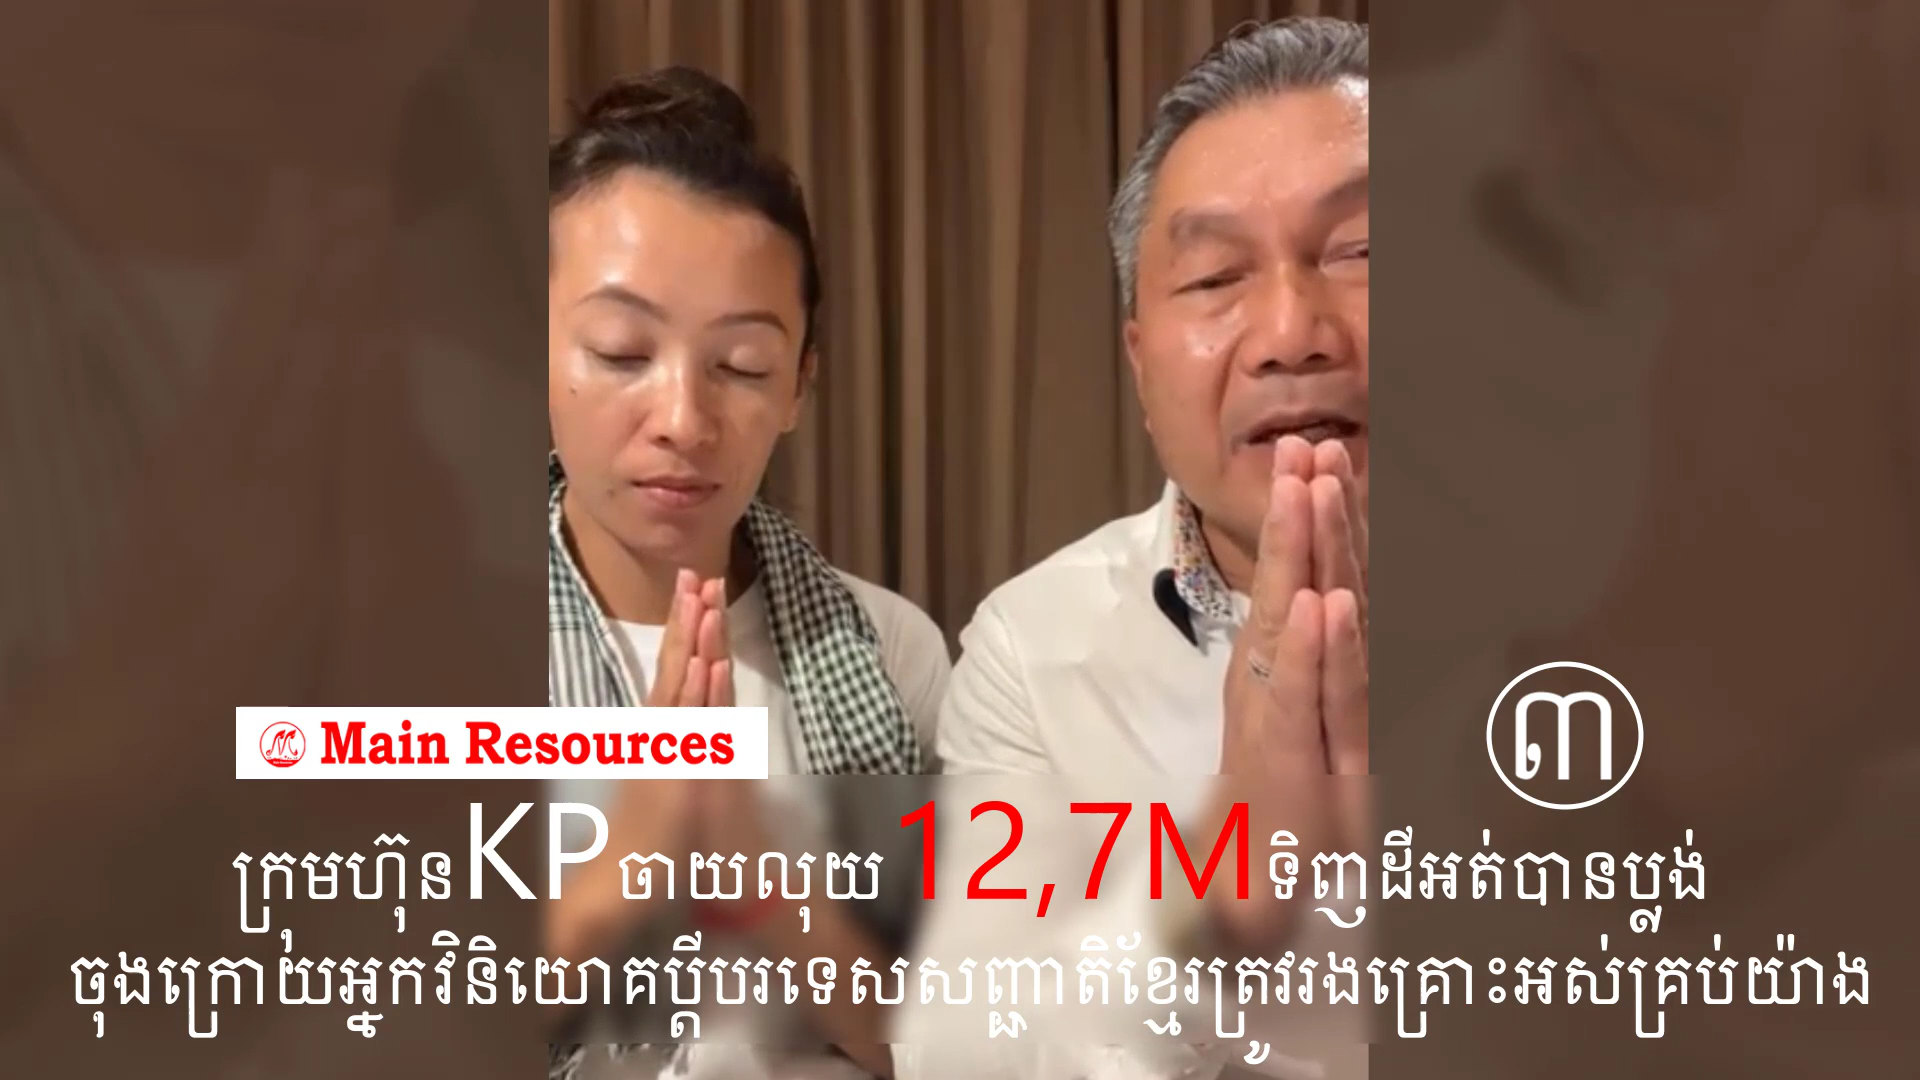 Main Resources
៣
ក្រុមហ៊ុនKPចាយលុយ12,7Mទិញដីអត់បានប្លង់
ចុងក្រោយអ្នកវិនិយោគប្តីបរទេសសញ្ជាតិខ្មែរត្រូវរងគ្រោះអស់គ្រប់យ៉ាង